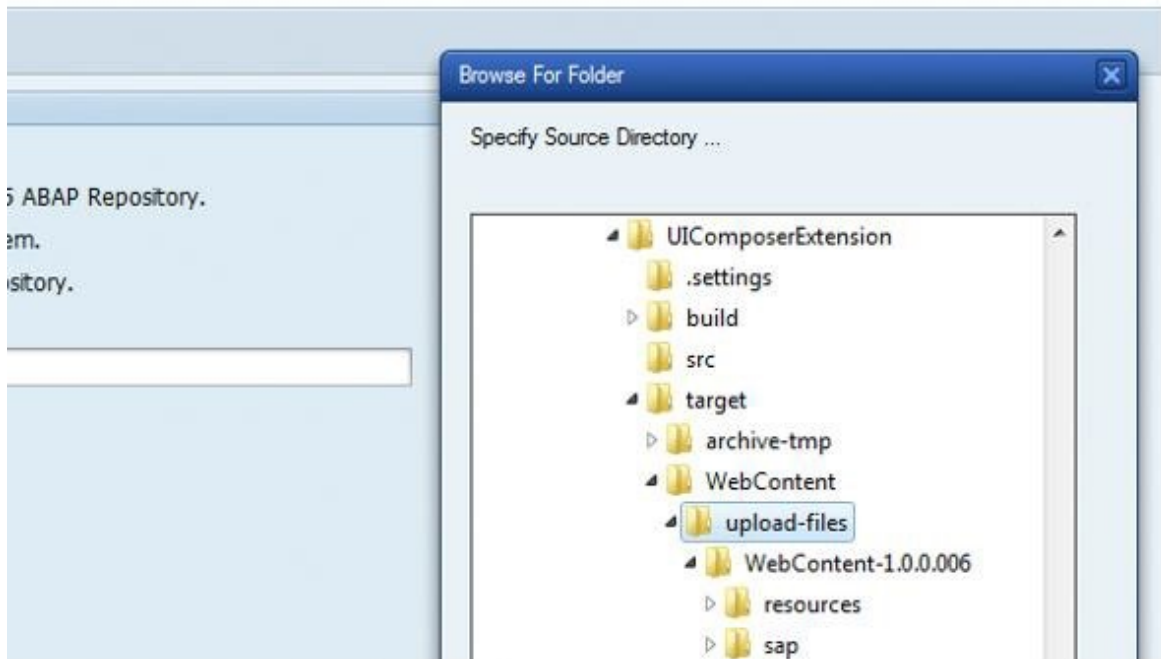 Browse For Folder
Specify Source Directory ...
ABAP Repository.
em.
sitory.
UIComposerExtension
.settings
build
src
target
archive-tmp
WebContent
upload-files
WebContent-1.0.0.006
resources
sap